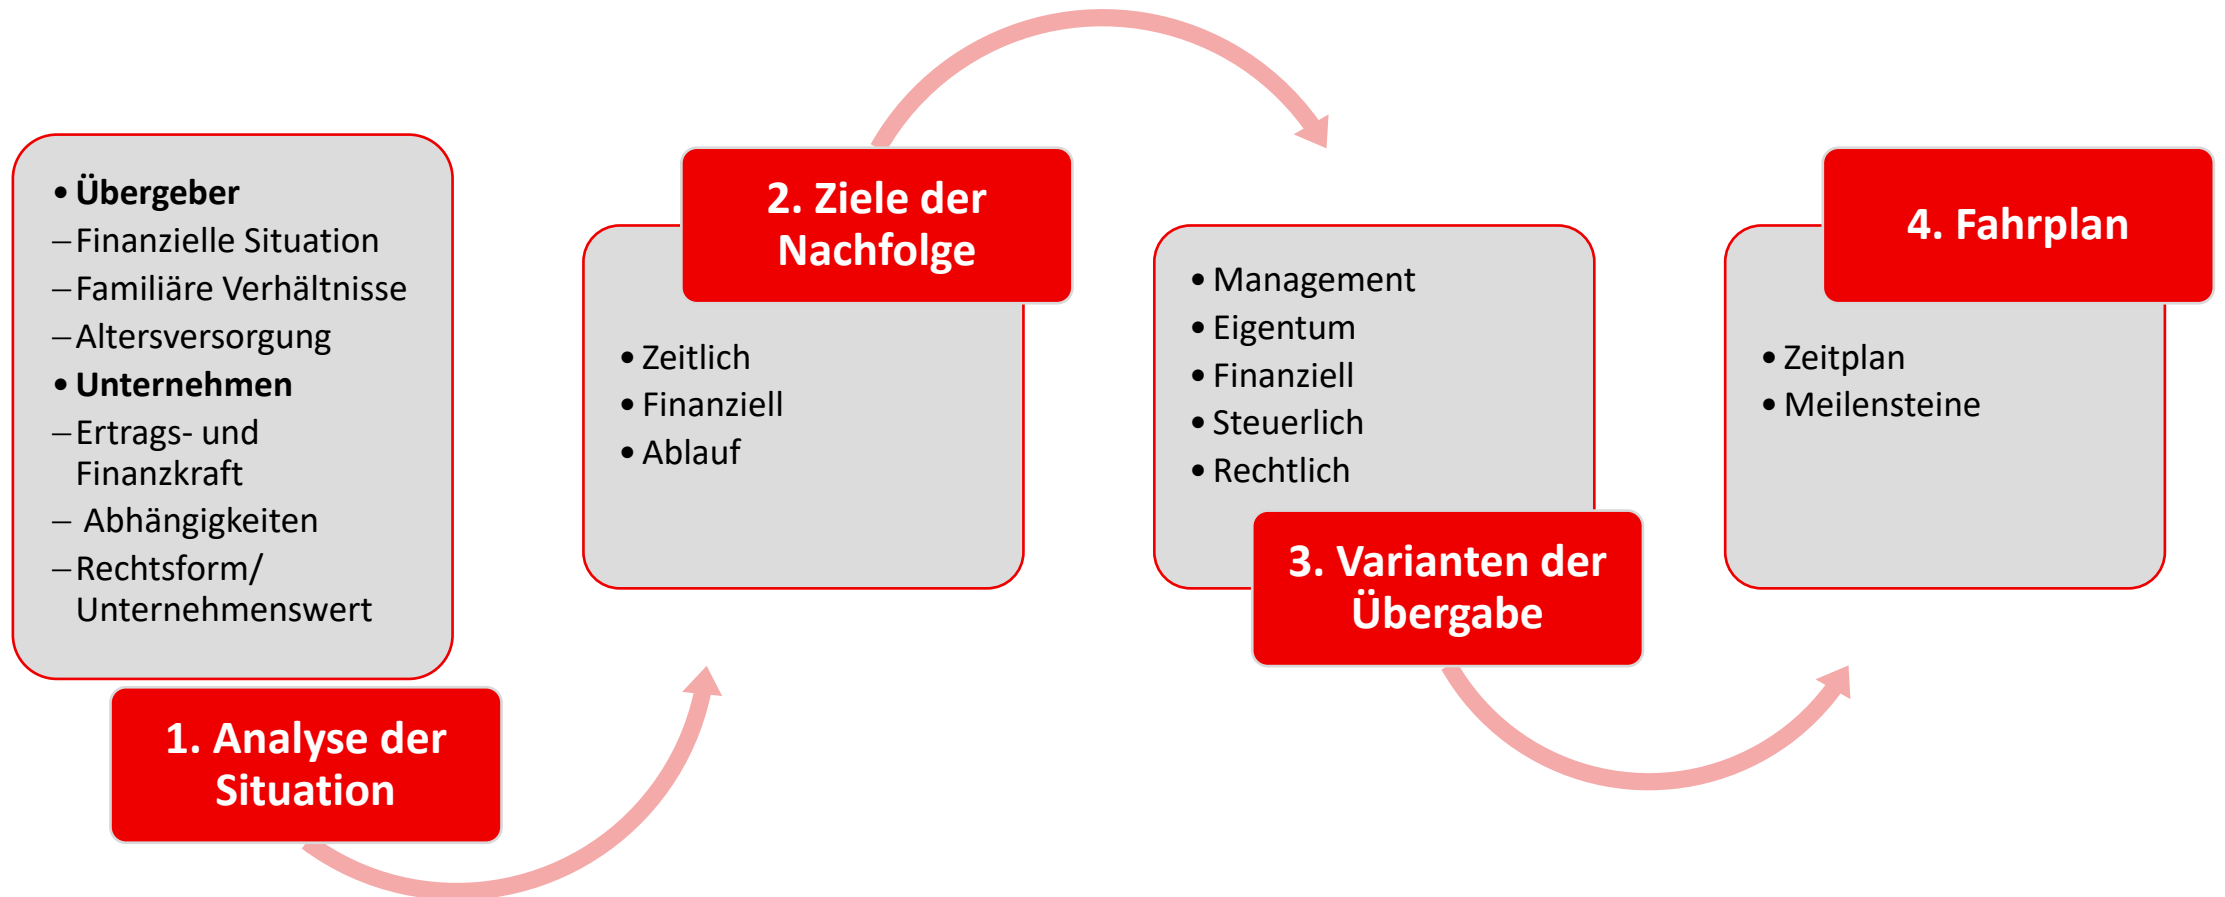 • Übergeber
– Finanzielle Situation
– Familiäre Verhältnisse
– Altersversorgung
• Unternehmen
– Ertrags- und
Finanzkraft
– Abhängigkeiten
– Rechtsform/
Unternehmenswert
1. Analyse der
Situation
2. Ziele der
Nachfolge
• Zeitlich
• Finanziell
• Ablauf
• Management
• Eigentum
• Finanziell
• Steuerlich
• Rechtlich
3. Varianten der
Übergabe
4. Fahrplan
• Zeitplan
• Meilensteine